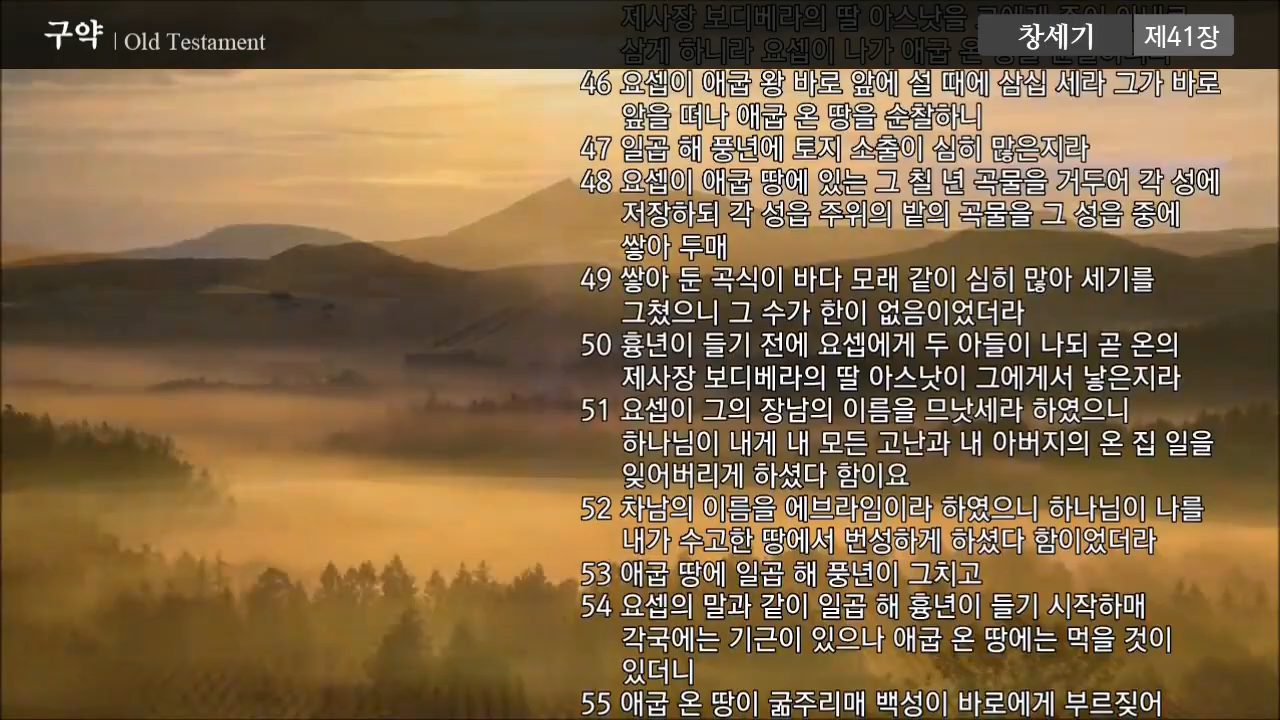 구약 | Old Testament
창세기 제41장
제사장 보디베라의 딸 아스낫을
삼게 하니라 요셉이 나가 애굽 온
46 요셉이 애굽 왕 바로 앞에 설 때에 삼십 세라 그가 바로
앞을 떠나 애굽 온 땅을 순찰하니
47 일곱 해 풍년에 토지 소출이 심히 많은지라
48 요셉이 애굽 땅에 있는 그 칠 년 곡물을 거두어 각 성에
저장하되 각 성읍 주위의 밭의 곡물을 그 성읍 중에
쌓아 두매
49 쌓아 둔 곡식이 바다 모래 같이 심히 많아 세기를
그쳤으니 그 수가 한이 없음이었더라
50 흉년이 들기 전에 요셉에게 두 아들이 나되 곧 온의
제사장 보디베라의 딸 아스낫이 그에게서 낳은지라
51 요셉이 그의 장남의 이름을 므낫세라 하였으니
하나님이 내게 내 모든 고난과 내 아버지의 온 집 일을
잊어버리게 하셨다 함이요
52 차남의 이름을 에브라임이라 하였으니 하나님이 나를
내가 수고한 땅에서 번성하게 하셨다 함이었더라
53 애굽 땅에 일곱 해 풍년이 그치고
54 요셉의 말과 같이 일곱 해 흉년이 들기 시작하매
각국에는 기근이 있으나 애굽 온 땅에는 먹을 것이
있더니
55 애굽 온 땅이 굶주리매 백성이 바로에게 부르짖어